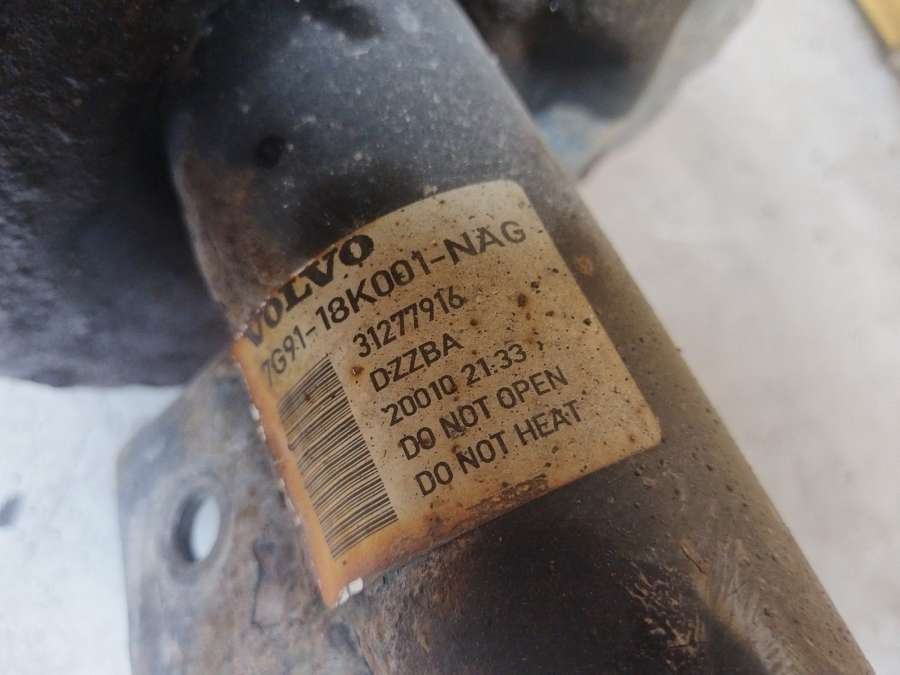 VOLVO
7G91-18K001-NAG
31277916
DZZBA
20010 21:33
DO NOT OPEN
DO NOT HEAT